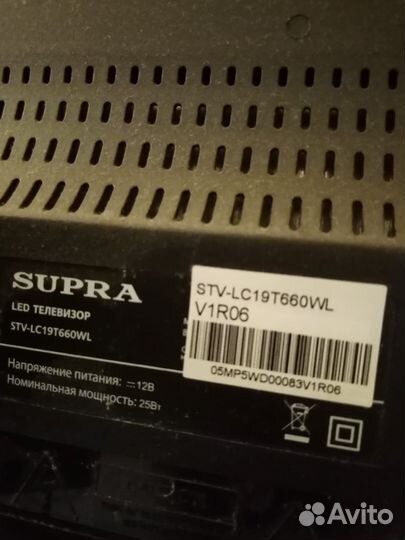 SUPRA
LED ТЕЛЕВИЗОР
STV-LC19T660WL
Напряжение питания: ⎓12В
Номинальная мощность: 25Вт
STV-LC19T660WL
V1R06
05MP5WD00083V1R06
Avito